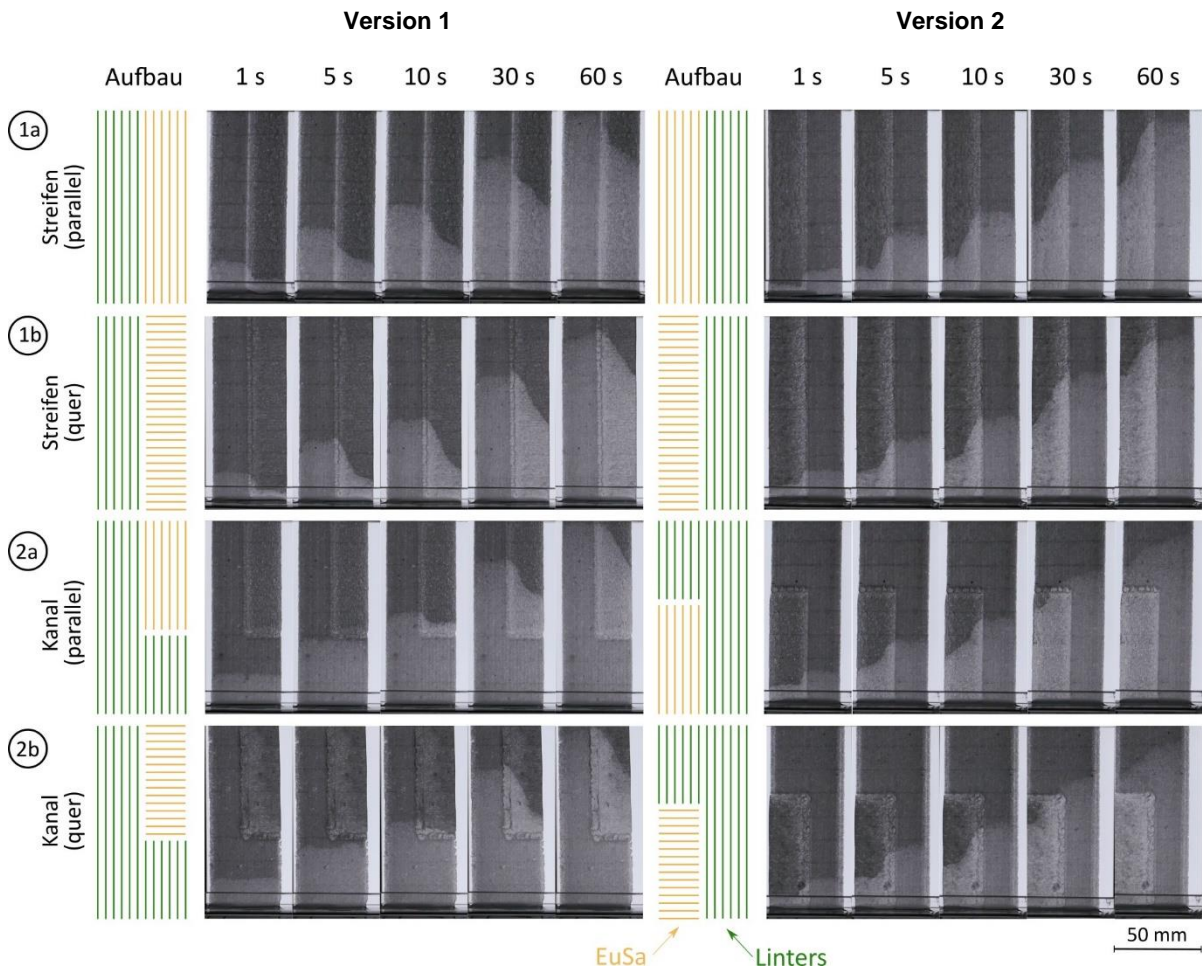 Version 1
Version 2
Aufbau 1 s 5 s 10 s 30 s 60 s
Aufbau 1 s 5 s 10 s 30 s 60 s
1a
Streifen
(parallel)
1b
Streifen
(quer)
2a
Kanal
(parallel)
2b
Kanal
(quer)
EuSa
Linters
50 mm